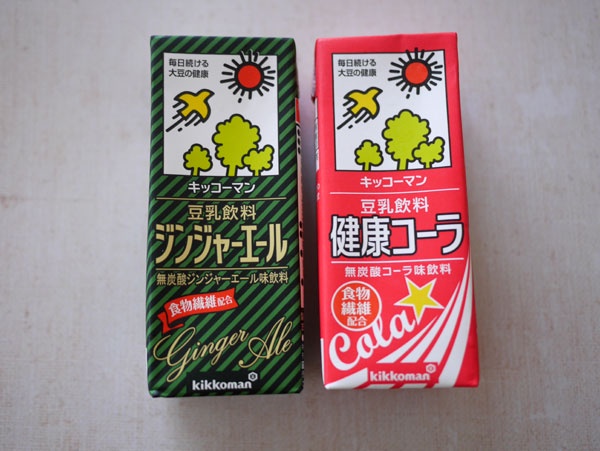 毎日続ける
大豆の健康
キッコーマン
豆乳飲料
ジンジャーエール
無炭酸ジンジャーエール味飲料
食物繊維配合
Ginger Ale
kikkoman
毎日続ける
大豆の健康
キッコーマン
豆乳飲料
健康コーラ
無炭酸コーラ味飲料
食物
繊維
配合
Cola
kikkoman